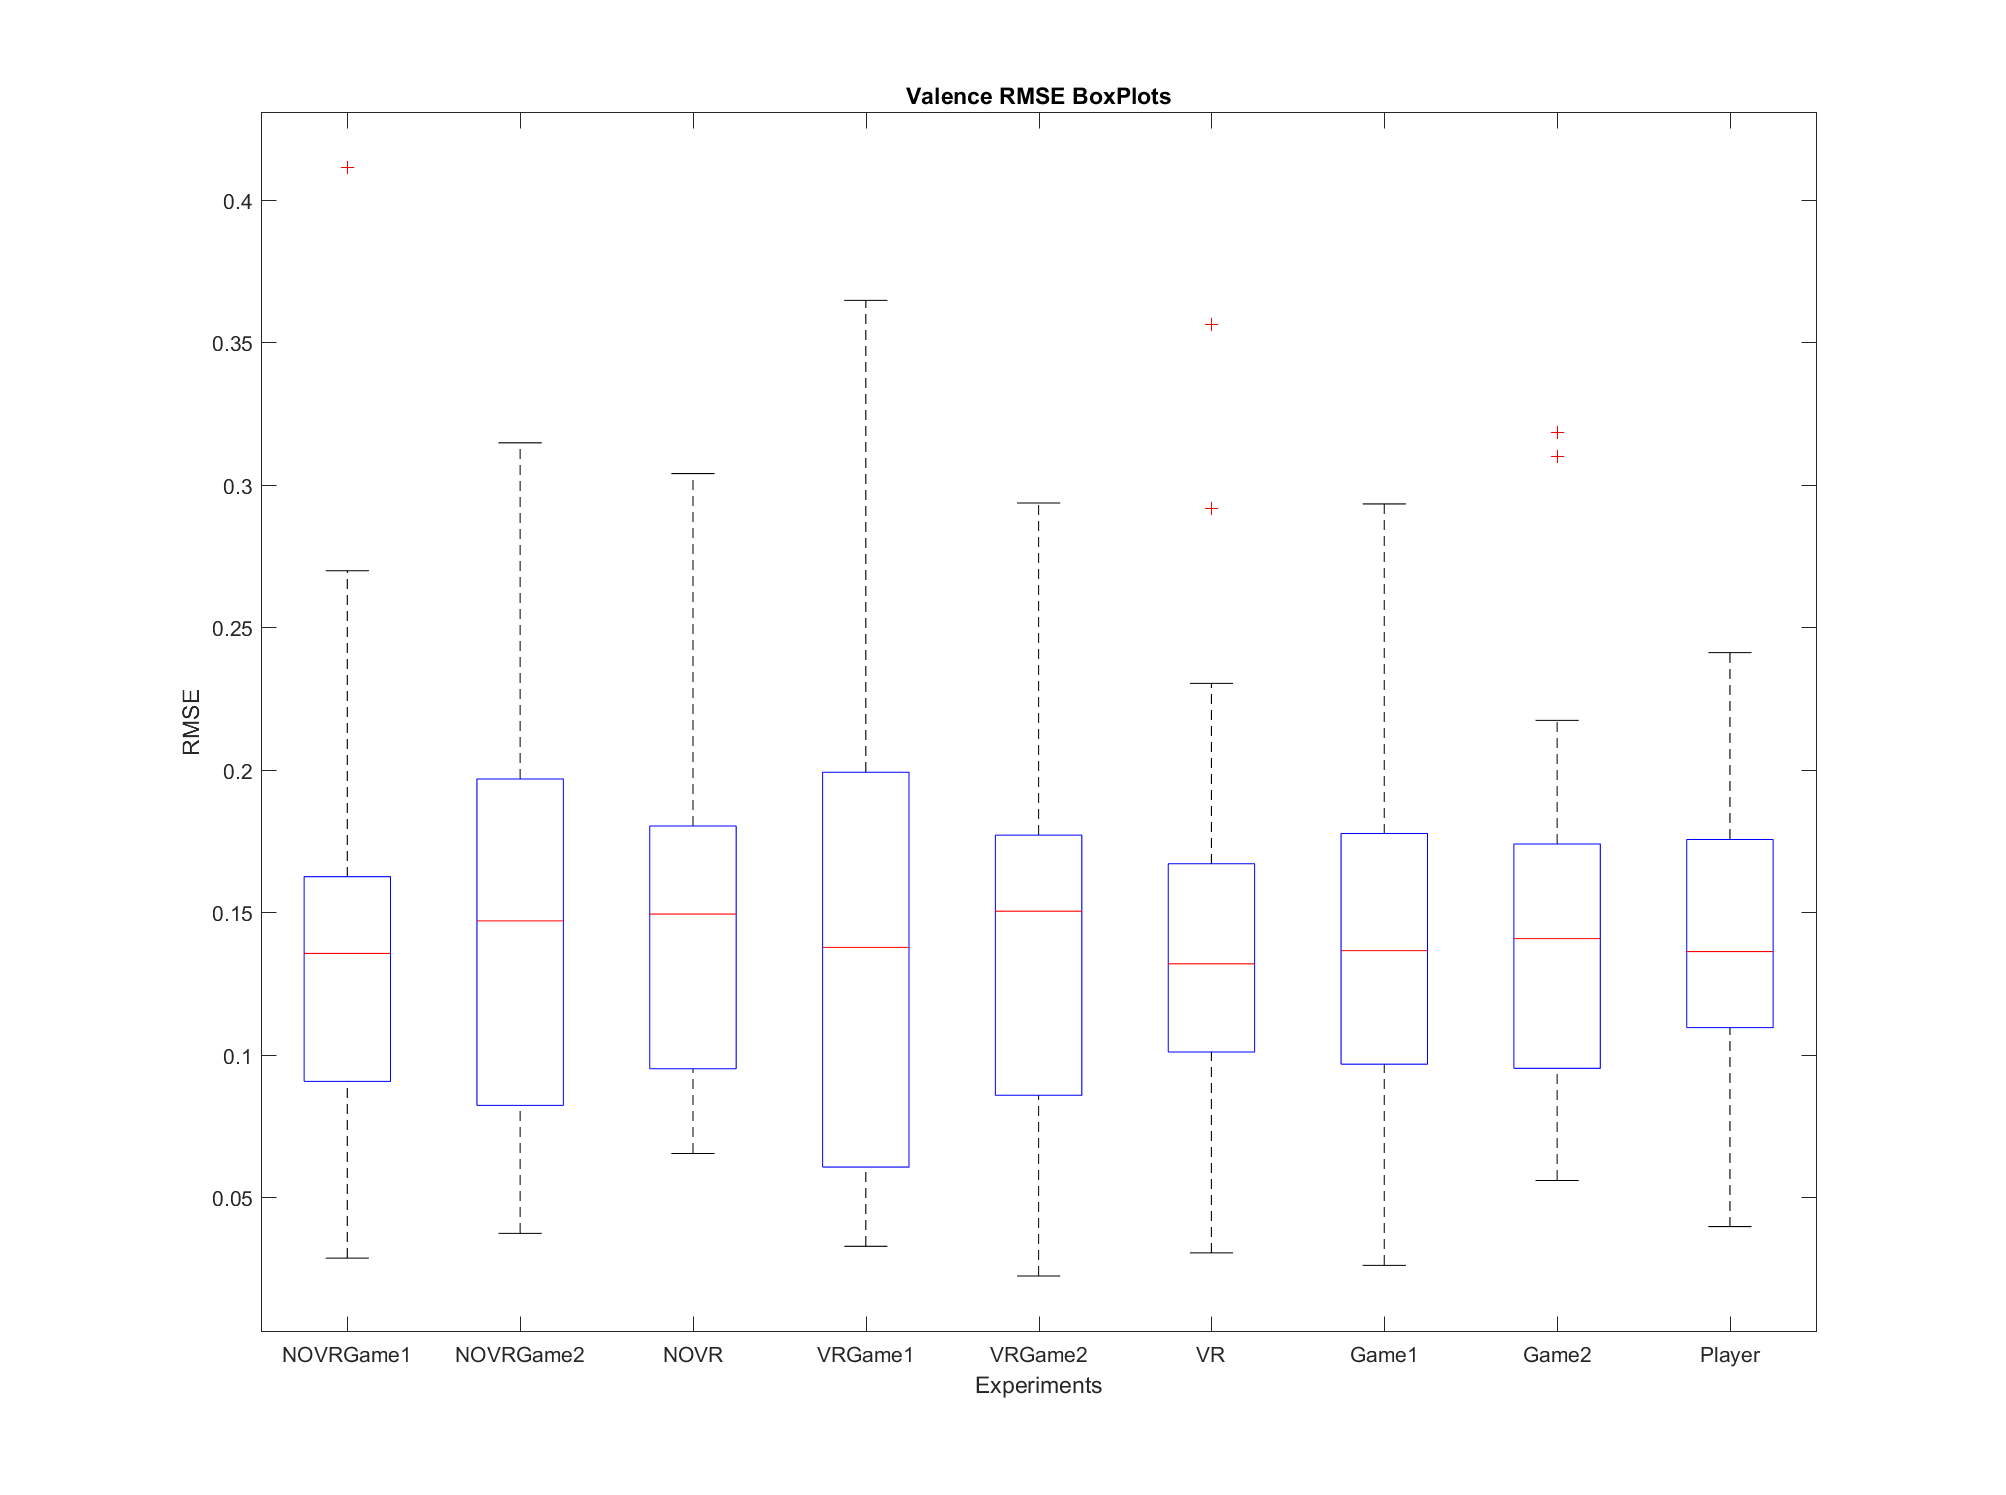 Valence RMSE BoxPlots
0.4
0.35
0.3
0.25
0.2
0.15
0.1
0.05
RMSE
NOVRGame1 NOVRGame2 NOVR VRGame1 VRGame2 VR Game1 Game2 Player
Experiments